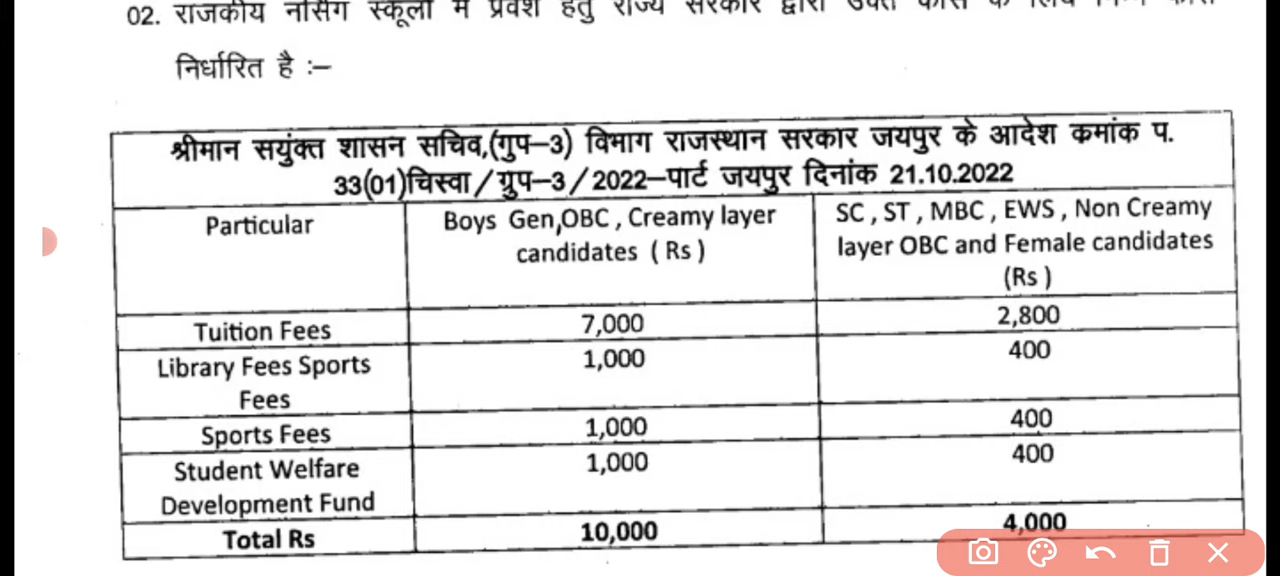 02. राजकीय नर्सिंग स्कूलों में प्रवेश हेतु राज्य सरकार द्वारा उक्त कोर्स के लिये निम्न
निर्धारित है :–
श्रीमान सयुंक्त शासन सचिव,(गुप–3) विभाग राजस्थान सरकार जयपुर के आदेश कमांक प.
33(01)चिस्वा/ग्रुप–3/2022–पार्ट जयपुर दिनांक 21.10.2022
Particular
Boys Gen,OBC, Creamy layer
candidates (Rs)
SC, ST, MBC, EWS, Non Creamy
layer OBC and Female candidates
(Rs)
Tuition Fees 7,000 2,800
Library Fees Sports 1,000 400
Fees
Sports Fees 1,000 400
Student Welfare 1,000 400
Development Fund
Total Rs 10,000 4,000